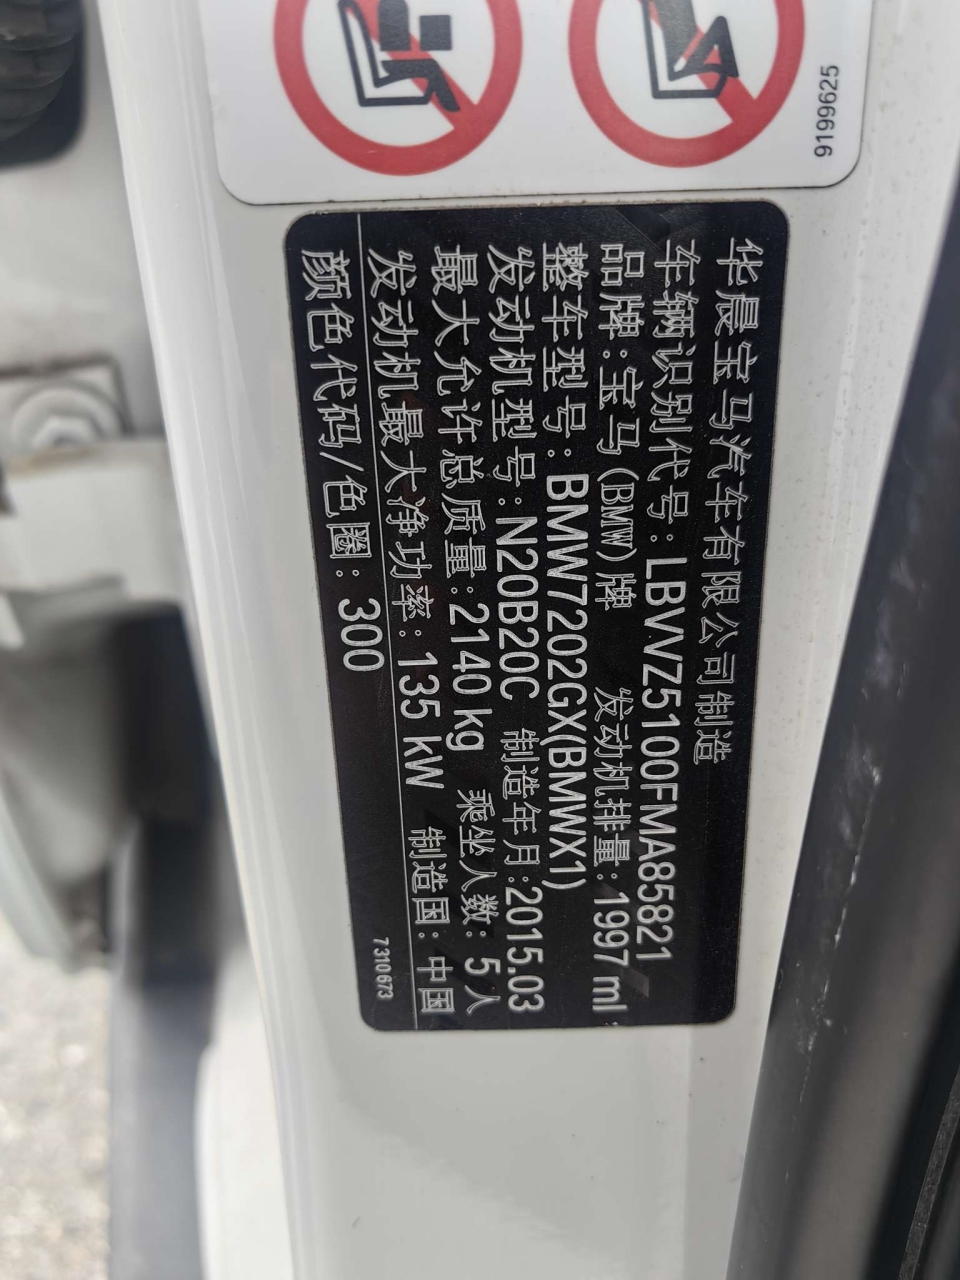 9199625
华晨宝马汽车有限公司制造
车辆识别代号:LBVVZ5100FMA85821
品牌:宝马(BMW)牌 发动机排量:1997 ml
整车型号:BMW7202GX(BMWX1)
发动机型号:N20B20C 制造年月:2015.03
最大允许总质量:2140 kg 乘坐人数:5人
发动机最大净功率:135 kW 制造国:中国
颜色代码/色圈:300
7310673